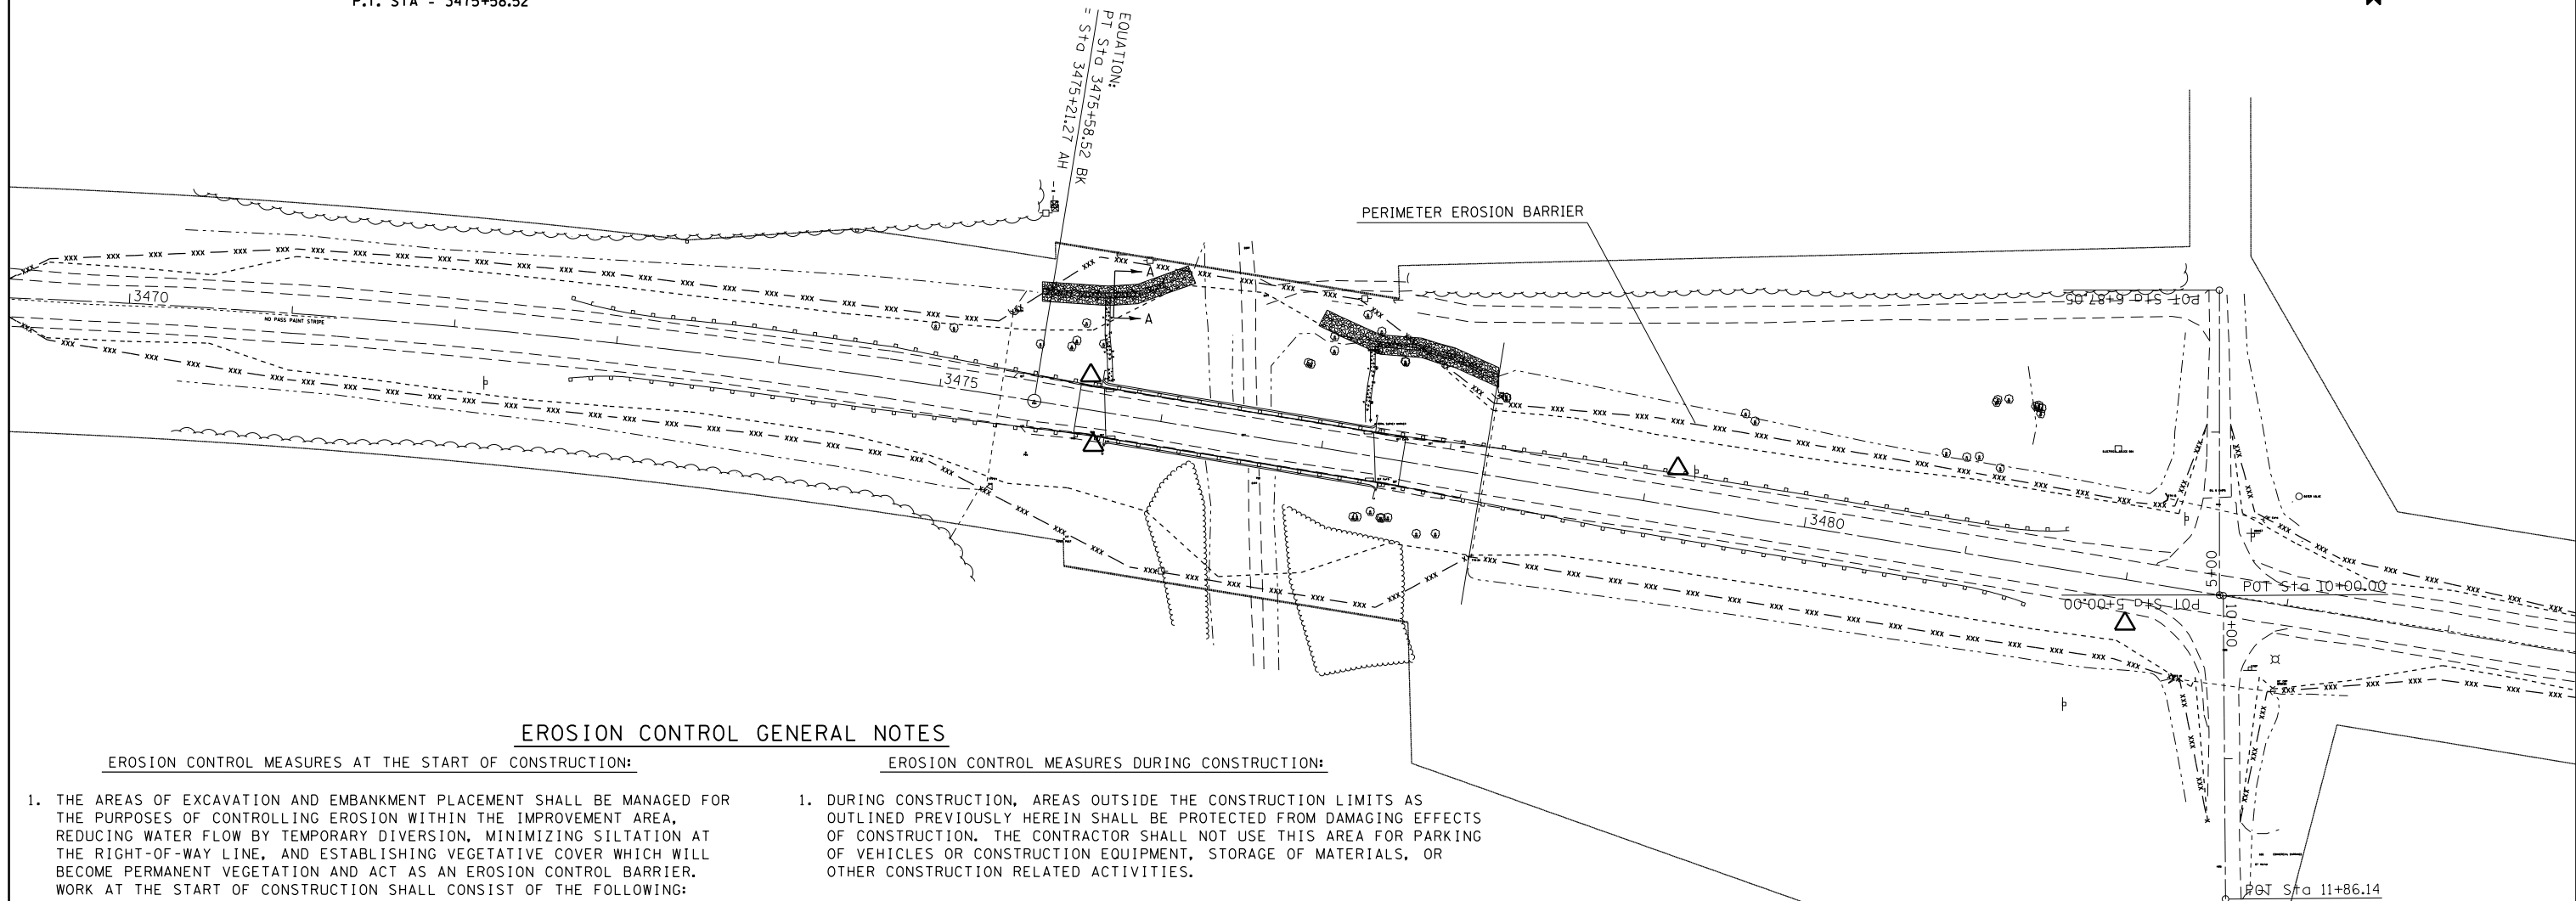 P.T. STA = 3475+58.52
EQUATION:
PT Sta 3475+58.52 BK
= Sta 3475+21.27 AH
PERIMETER EROSION BARRIER
3470
NO PASS PAINT STRIPE
A
A
3475
3480
POT Sta 6+87.05
5+00
POT Sta 10+00.00
POT Sta 5+00.00
10+00
POT Sta 11+86.14
EROSION CONTROL GENERAL NOTES
EROSION CONTROL MEASURES AT THE START OF CONSTRUCTION:
1. THE AREAS OF EXCAVATION AND EMBANKMENT PLACEMENT SHALL BE MANAGED FOR
THE PURPOSES OF CONTROLLING EROSION WITHIN THE IMPROVEMENT AREA,
REDUCING WATER FLOW BY TEMPORARY DIVERSION, MINIMIZING SILTATION AT
THE RIGHT-OF-WAY LINE, AND ESTABLISHING VEGETATIVE COVER WHICH WILL
BECOME PERMANENT VEGETATION AND ACT AS AN EROSION CONTROL BARRIER.
WORK AT THE START OF CONSTRUCTION SHALL CONSIST OF THE FOLLOWING:
EROSION CONTROL MEASURES DURING CONSTRUCTION:
1. DURING CONSTRUCTION, AREAS OUTSIDE THE CONSTRUCTION LIMITS AS
OUTLINED PREVIOUSLY HEREIN SHALL BE PROTECTED FROM DAMAGING EFFECTS
OF CONSTRUCTION. THE CONTRACTOR SHALL NOT USE THIS AREA FOR PARKING
OF VEHICLES OR CONSTRUCTION EQUIPMENT, STORAGE OF MATERIALS, OR
OTHER CONSTRUCTION RELATED ACTIVITIES.